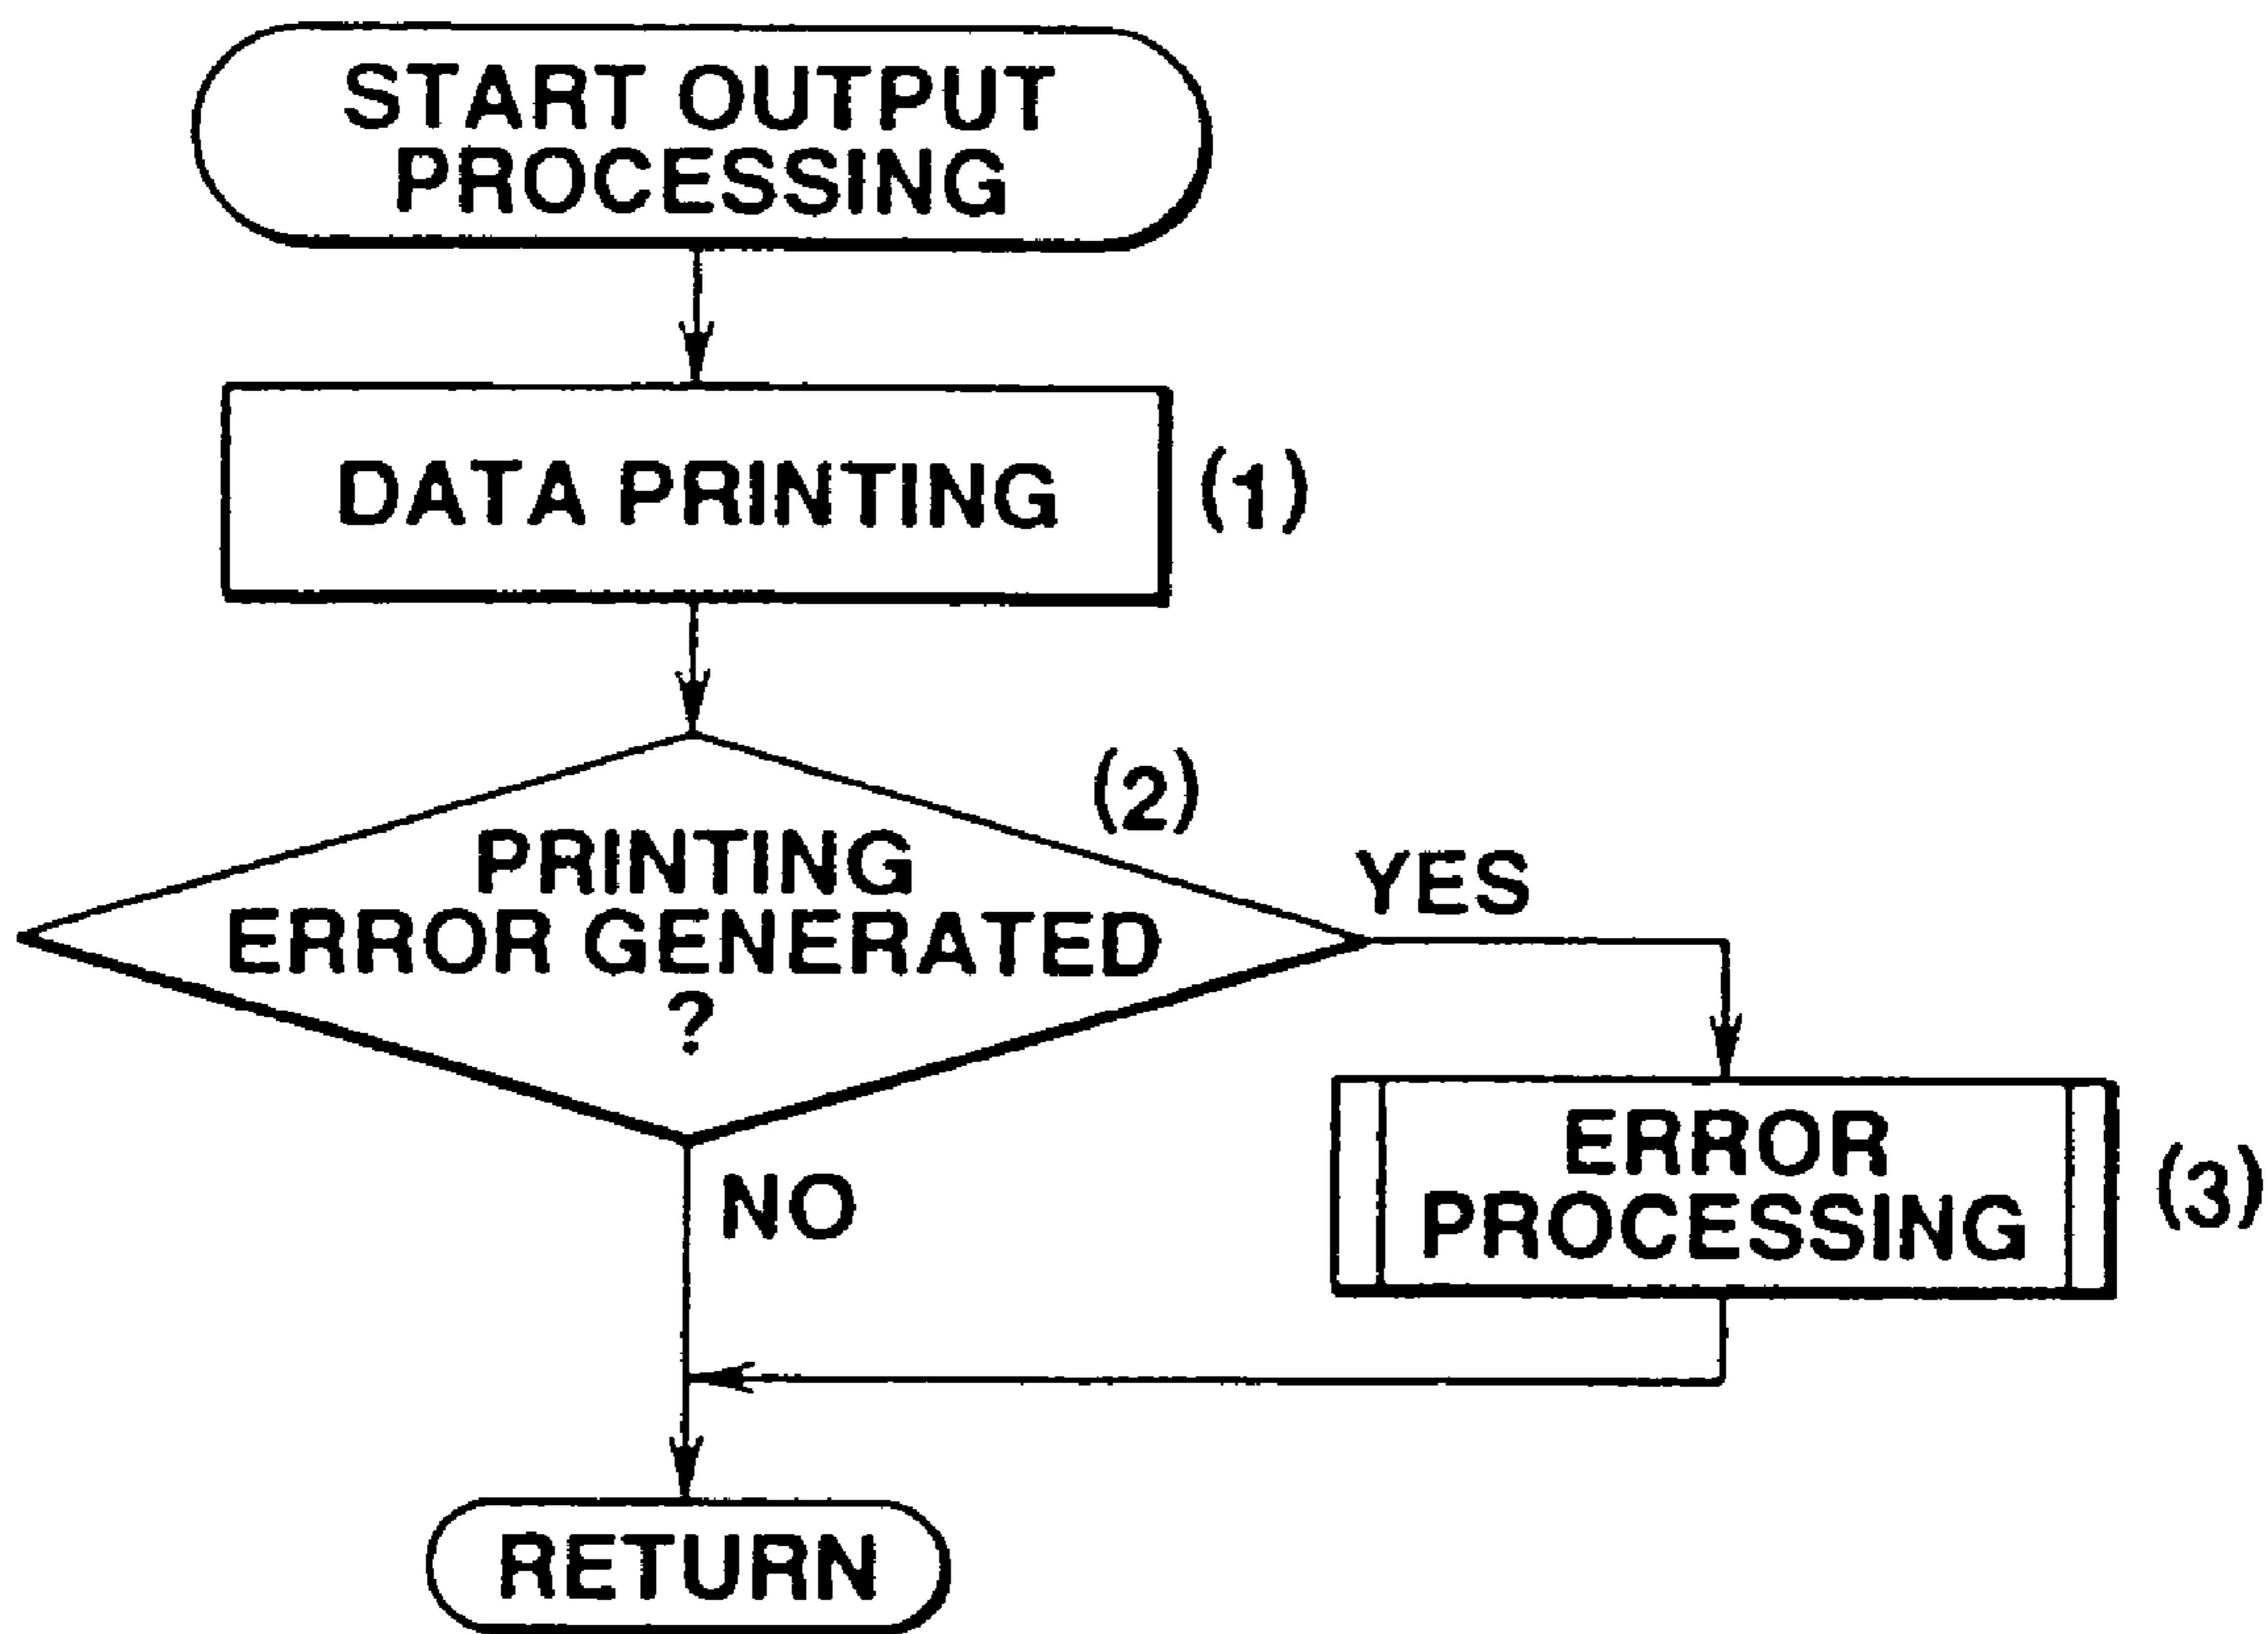 START OUTPUT
PROCESSING
DATA PRINTING
(1)
(2)
PRINTING
ERROR GENERATED
?
YES
NO
ERROR
PROCESSING
(3)
RETURN